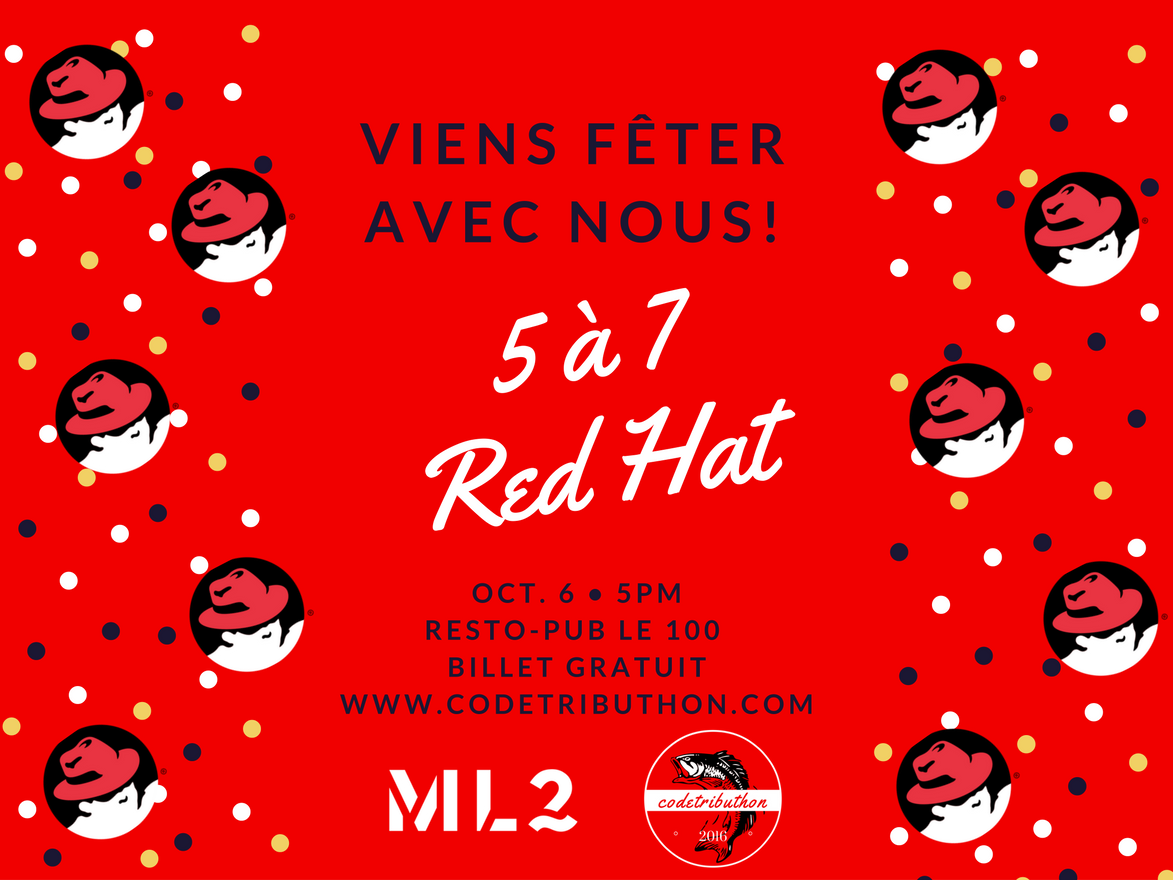 VIENS FÊTER
AVEC NOUS!
5 à 7
Red Hat
OCT. 6 • 5PM
RESTO-PUB LE 100
BILLET GRATUIT
WWW.CODETRIBUTHON.COM
ML2
codetributhon
2016